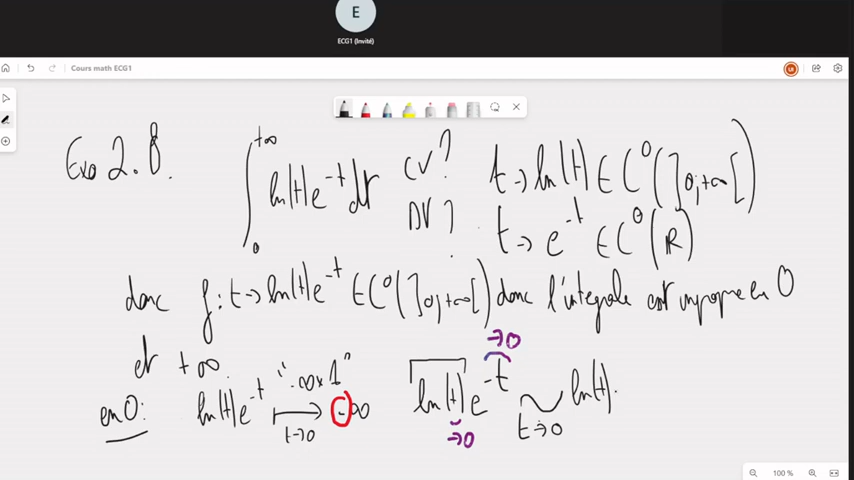 E
ECG1 (Invité)
Cours math ECG1
Exo 2.8. ∫₀^{+∞} ln(t)e^{-t}dt CV? t→ln(t) ∈ C⁰(]0;+∞[)
DV? t→e^{-t} ∈ C⁰(ℝ)
donc f: t→ln(t)e^{-t} ∈ C⁰(]0,+∞[) donc l'intégrale est impropre en 0
et +∞.
en 0: ln(t)e^{-t} ⟼_{t→0} -∞ "-∞×1" ln(t)e^{-t} ∼_{t→0} ln(t).
→0
→0
100 %